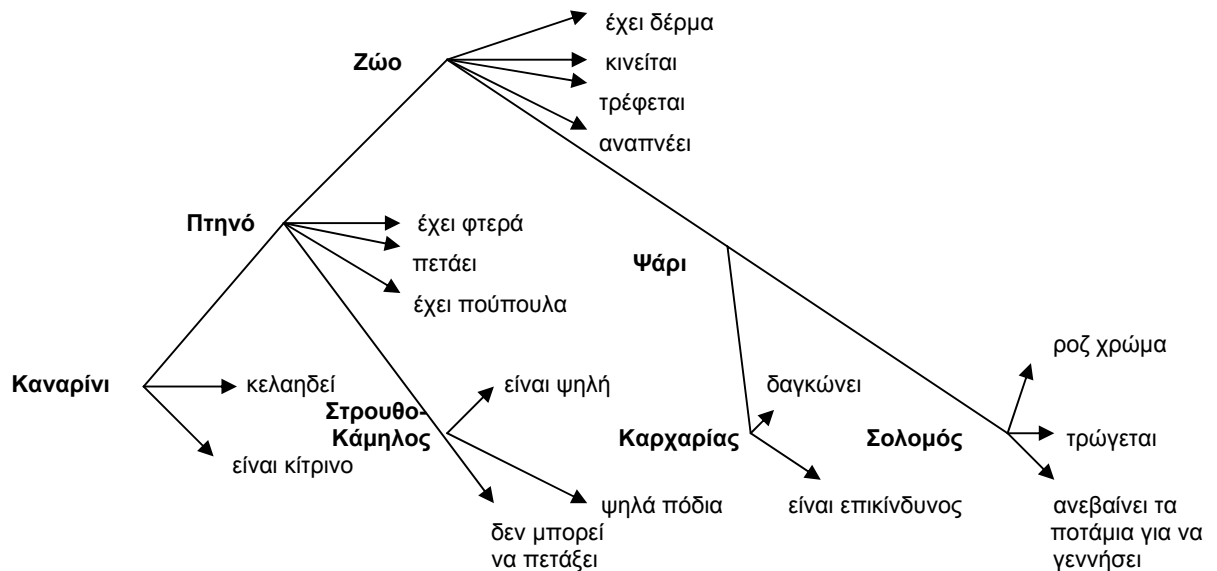 έχει δέρμα
Ζώο
κινείται
τρέφεται
αναπνέει
Πτηνό
έχει φτερά
πετάει
έχει πούπουλα
Ψάρι
Καναρίνι
κελαηδεί
είναι κίτρινο
Στρουθο-
Κάμηλος
είναι ψηλή
ψηλά πόδια
δεν μπορεί
να πετάξει
Καρχαρίας
δαγκώνει
είναι επικίνδυνος
Σολομός
ροζ χρώμα
τρώγεται
ανεβαίνει τα
ποτάμια για να
γεννήσει